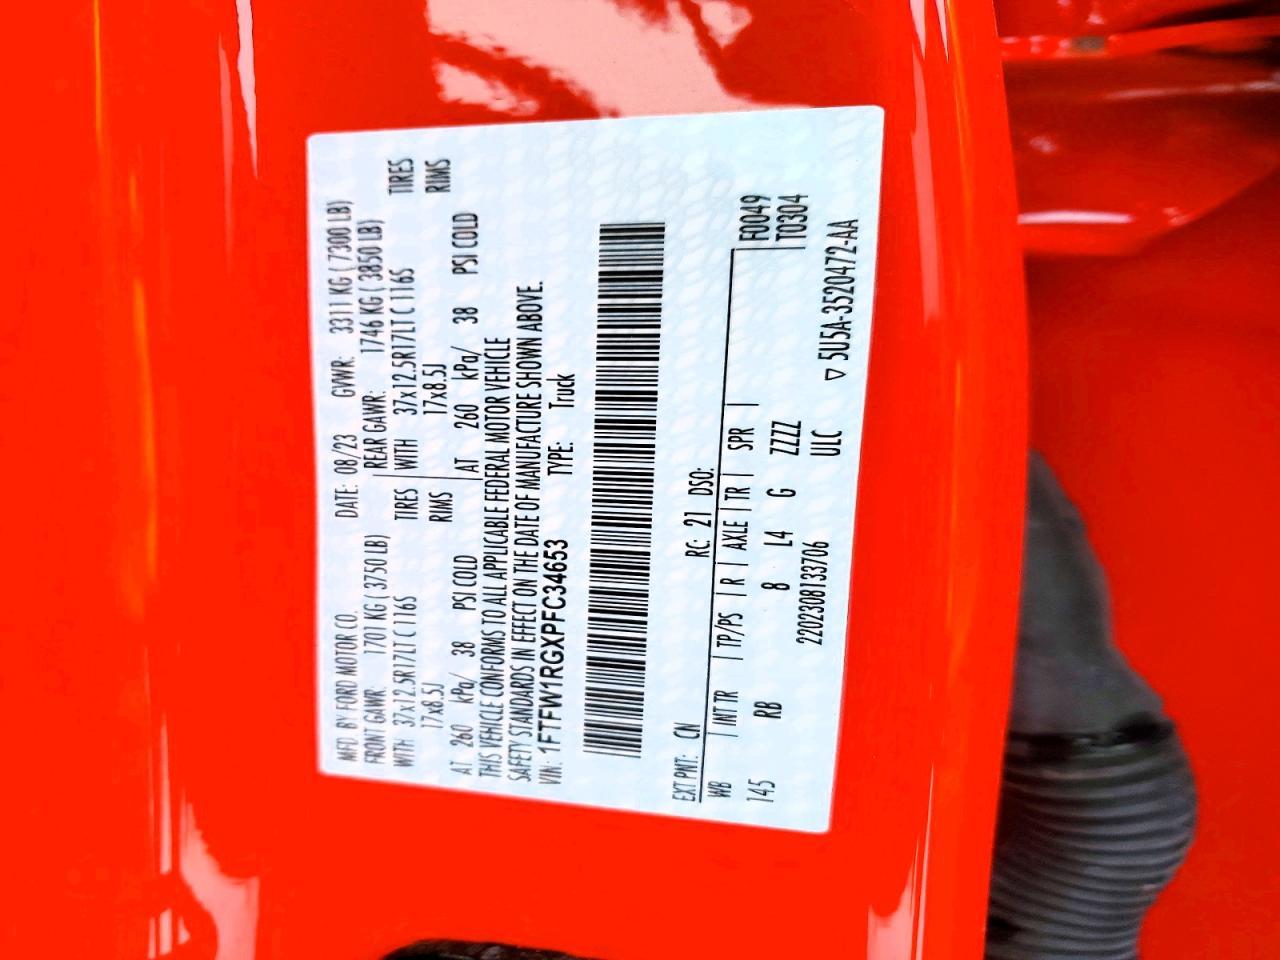 MFD. BY FORD MOTOR CO. DATE: 08/23 GVWR: 3311 KG ( 7300 LB)
FRONT GAWR: 1701 KG ( 3750 LB) REAR GAWR: 1746 KG ( 3850 LB)
WITH 37x12.5R17LT C 116S TIRES WITH 37x12.5R17LT C 116S TIRES
17x8.5J RIMS 17x8.5J RIMS
AT 260 kPa/ 38 PSI COLD AT 260 kPa/ 38 PSI COLD
THIS VEHICLE CONFORMS TO ALL APPLICABLE FEDERAL MOTOR VEHICLE
SAFETY STANDARDS IN EFFECT ON THE DATE OF MANUFACTURE SHOWN ABOVE.
VIN: 1FTFW1RGXPFC34653 TYPE: Truck
EXT PNT: CN RC: 21 DSO:
WB | INT TR | TP/PS | R | AXLE | TR | SPR | F0049
145 RB 8 L4 G ZZZZ T0304
2202308133706 ULC ▽ 5U5A-3520472-AA